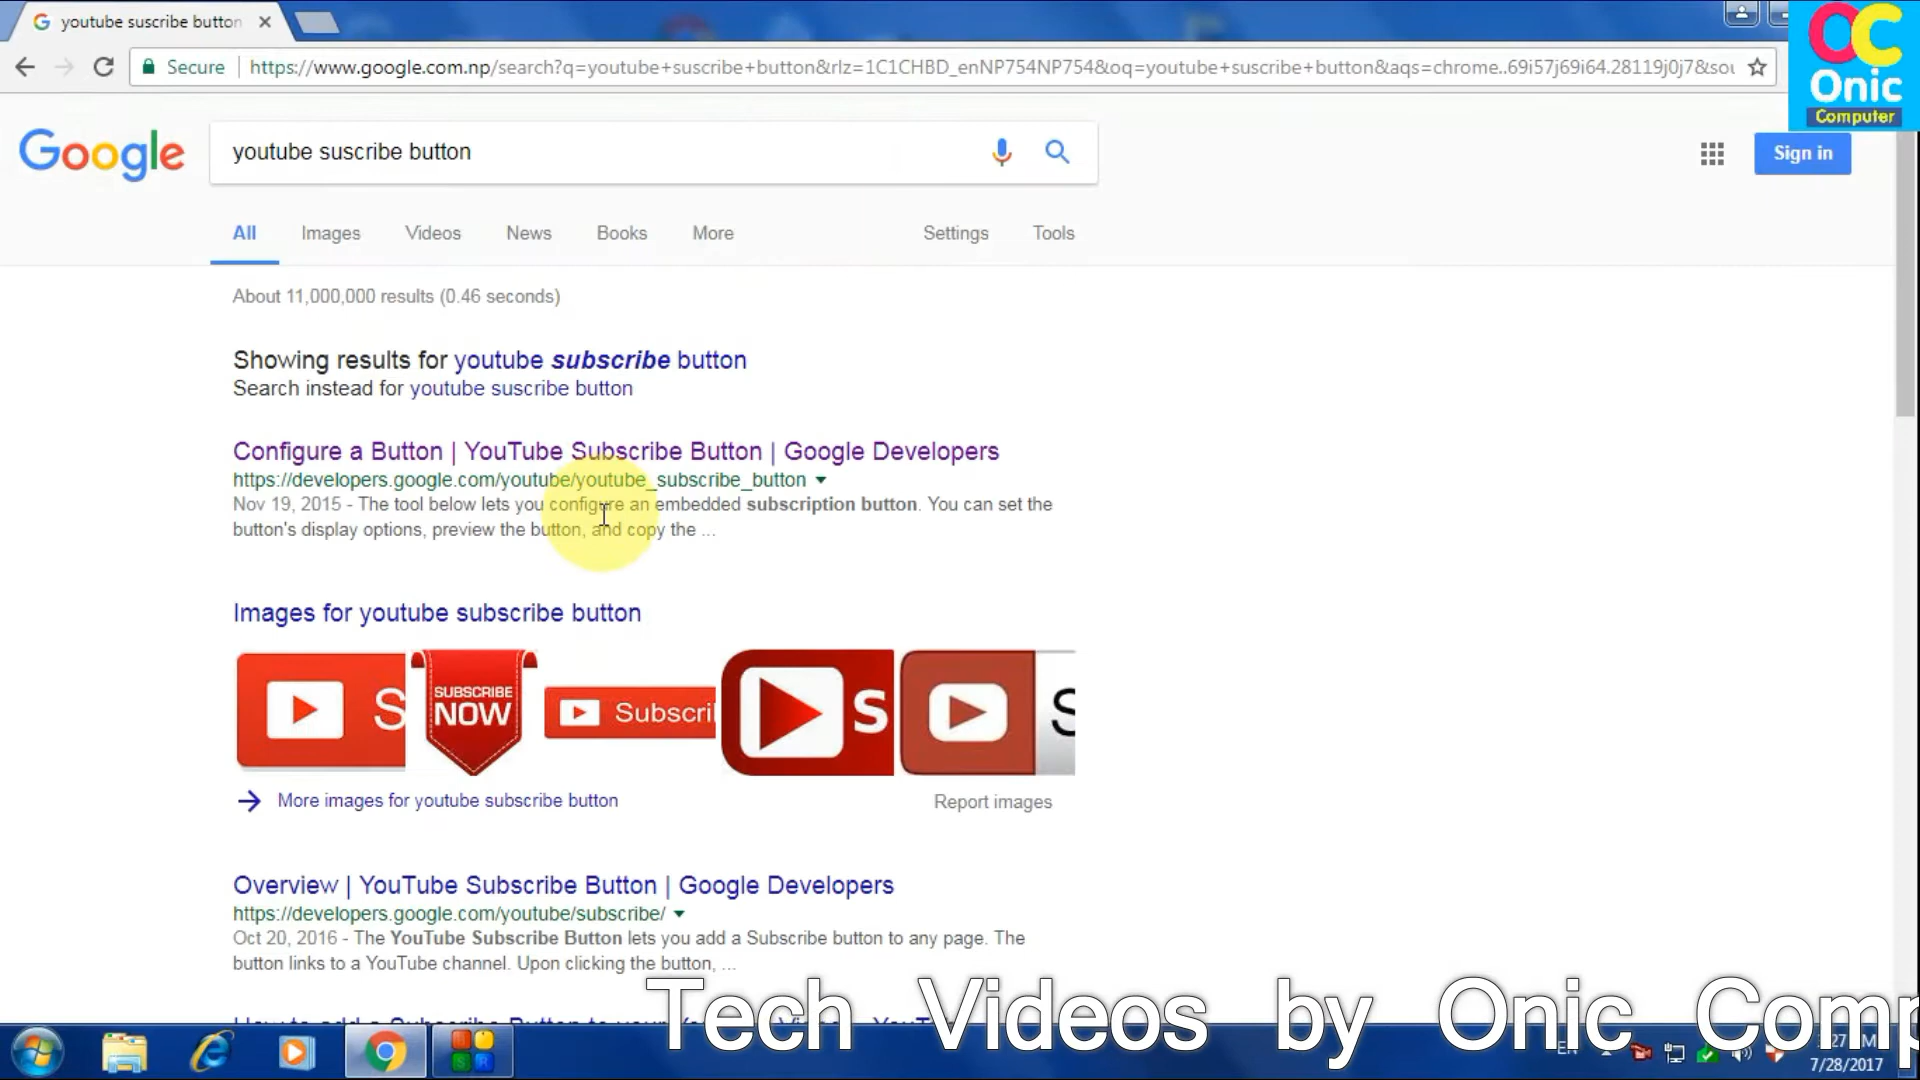 youtube suscribe button
Secure
https://www.google.com.np/search?q=youtube+suscribe+button&rlz=1C1CHBD_enNP754NP754&oq=youtube+suscribe+button&aqs=chrome..69i57j69i64.28119j0j7&sou
OC
Onic
Computer
Google
youtube suscribe button
Sign in
All Images Videos News Books More Settings Tools
About 11,000,000 results (0.46 seconds)
Showing results for youtube subscribe button
Search instead for youtube suscribe button
Configure a Button | YouTube Subscribe Button | Google Developers
https://developers.google.com/youtube/youtube_subscribe_button
Nov 19, 2015 - The tool below lets you configure an embedded subscription button. You can set the
button's display options, preview the button, and copy the ...
Images for youtube subscribe button
S
SUBSCRIBE
NOW
Subscri
S
S
More images for youtube subscribe button
Report images
Overview | YouTube Subscribe Button | Google Developers
https://developers.google.com/youtube/subscribe/
Oct 20, 2016 - The YouTube Subscribe Button lets you add a Subscribe button to any page. The
button links to a YouTube channel. Upon clicking the button, ...
Tech Videos by Onic Comp
EN
7/28/2017